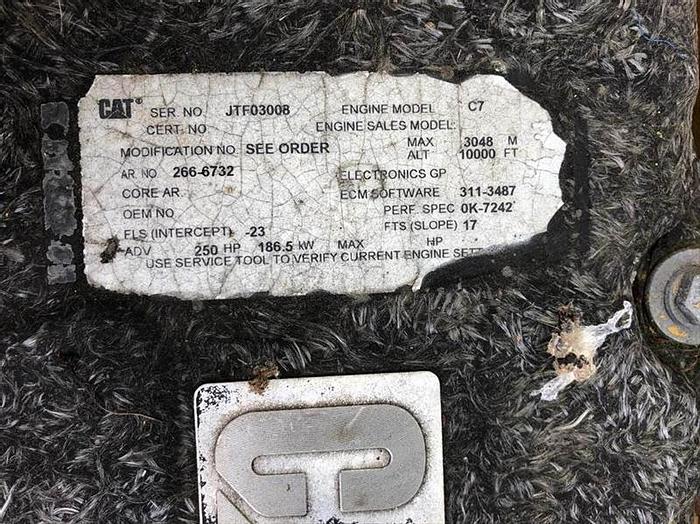 CAT® SER. NO. JTF03008 ENGINE MODEL C7
CERT. NO ENGINE SALES MODEL
MODIFICATION NO. SEE ORDER MAX ALT 3048 M 10000 FT
AR. NO 266-6732 ELECTRONICS GP
CORE AR. ECM SOFTWARE 311-3487
OEM NO PERF. SPEC 0K-7242
FLS (INTERCEPT) -23 FTS (SLOPE) 17
ADV 250 HP 186.5 kW MAX HP
USE SERVICE TOOL TO VERIFY CURRENT ENGINE